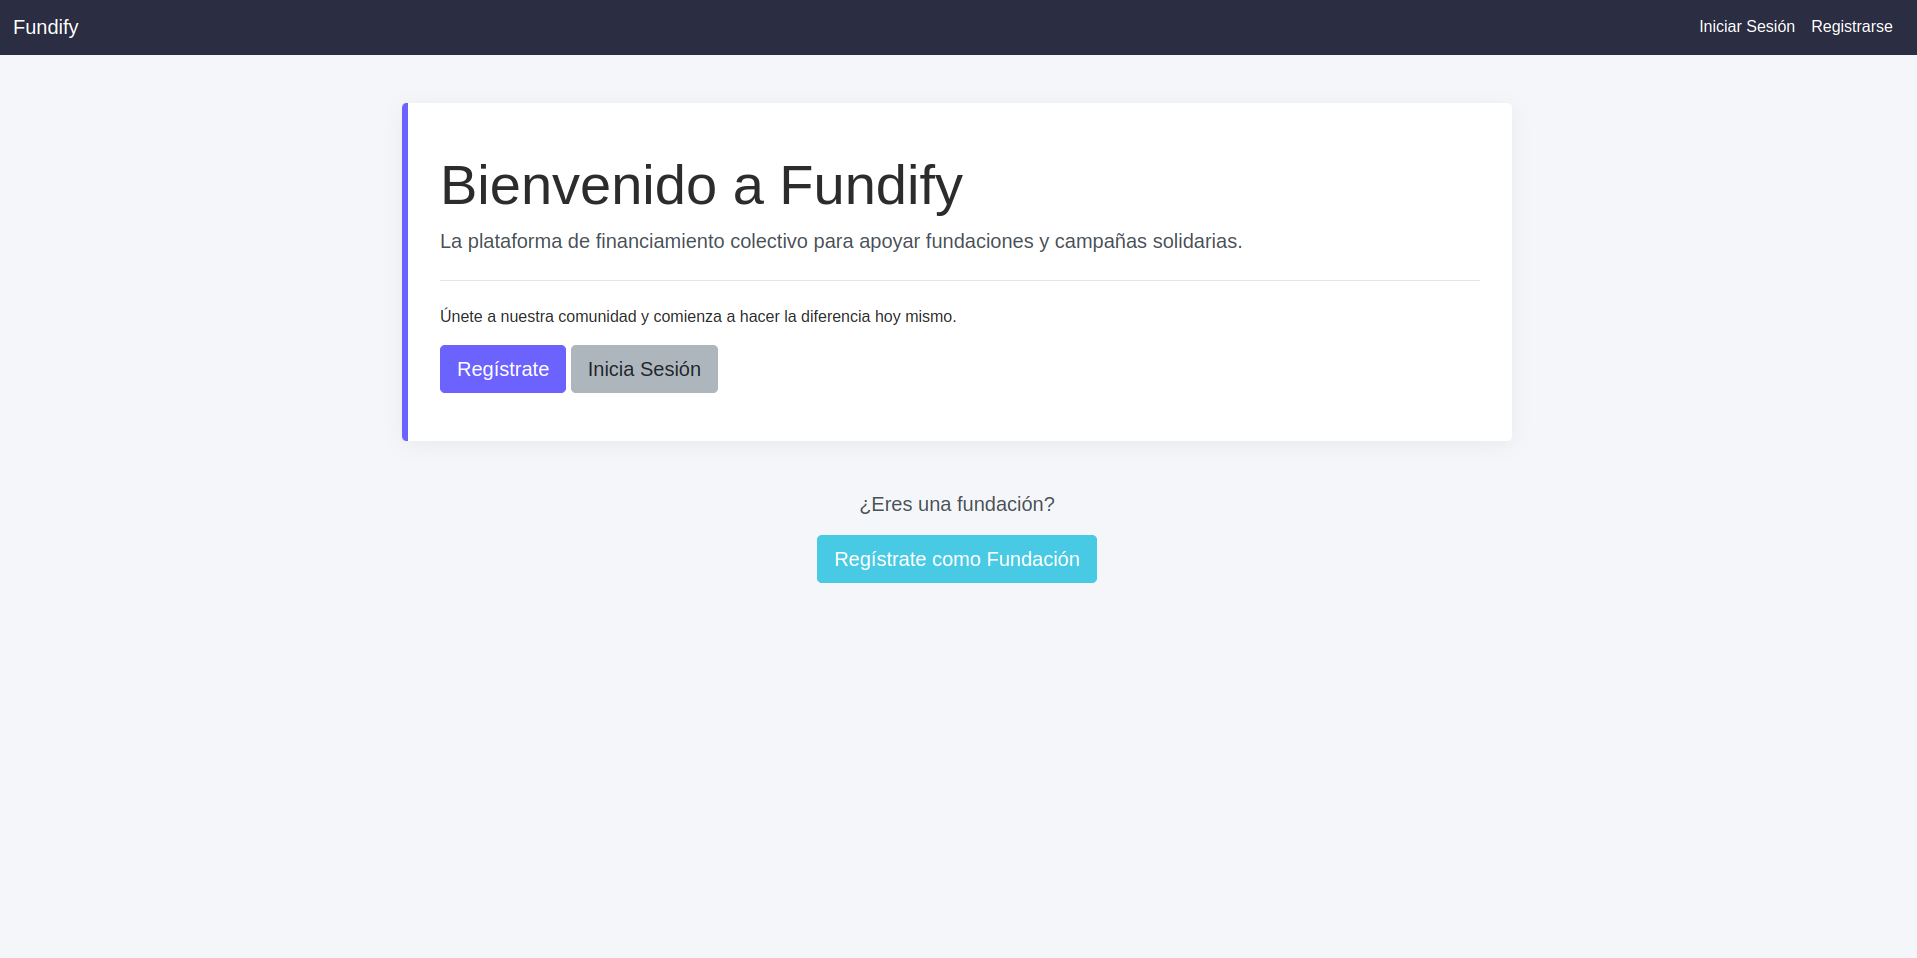 Fundify
Iniciar Sesión
Registrarse
Bienvenido a Fundify
La plataforma de financiamiento colectivo para apoyar fundaciones y campañas solidarias.
Únete a nuestra comunidad y comienza a hacer la diferencia hoy mismo.
Regístrate
Inicia Sesión
¿Eres una fundación?
Regístrate como Fundación